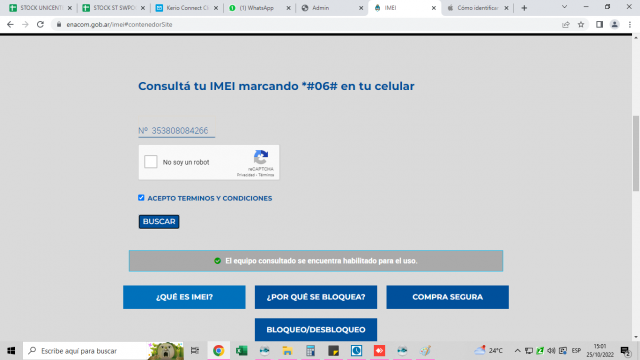 STOCK UNICENT
STOCK ST SWPO
Kerio Connect C
(1) WhatsApp
Admin
IMEI
Cómo identifica
enacom.gob.ar/imei#contenedorSite
Consultá tu IMEI marcando *#06# en tu celular
Nº 353808084266
No soy un robot
reCAPTCHA
Privacidad - Términos
ACEPTO TERMINOS Y CONDICIONES
BUSCAR
El equipo consultado se encuentra habilitado para el uso.
¿QUÉ ES IMEI?
¿POR QUÉ SE BLOQUEA?
COMPRA SEGURA
BLOQUEO/DESBLOQUEO
Escribe aquí para buscar
24°C
ESP
15:01
25/10/2022